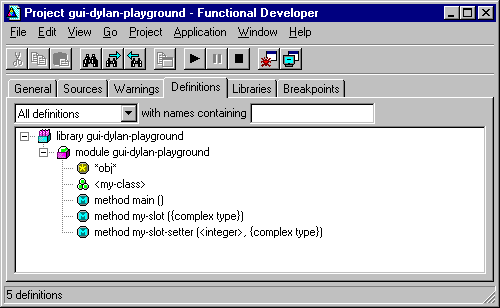 Project gui-dylan-playground - Functional Developer
File Edit View Go Project Application Window Help
General Sources Warnings Definitions Libraries Breakpoints
All definitions with names containing
library gui-dylan-playground
module gui-dylan-playground
*obj*
<my-class>
method main ()
method my-slot ({complex type})
method my-slot-setter (<integer>, {complex type})
5 definitions